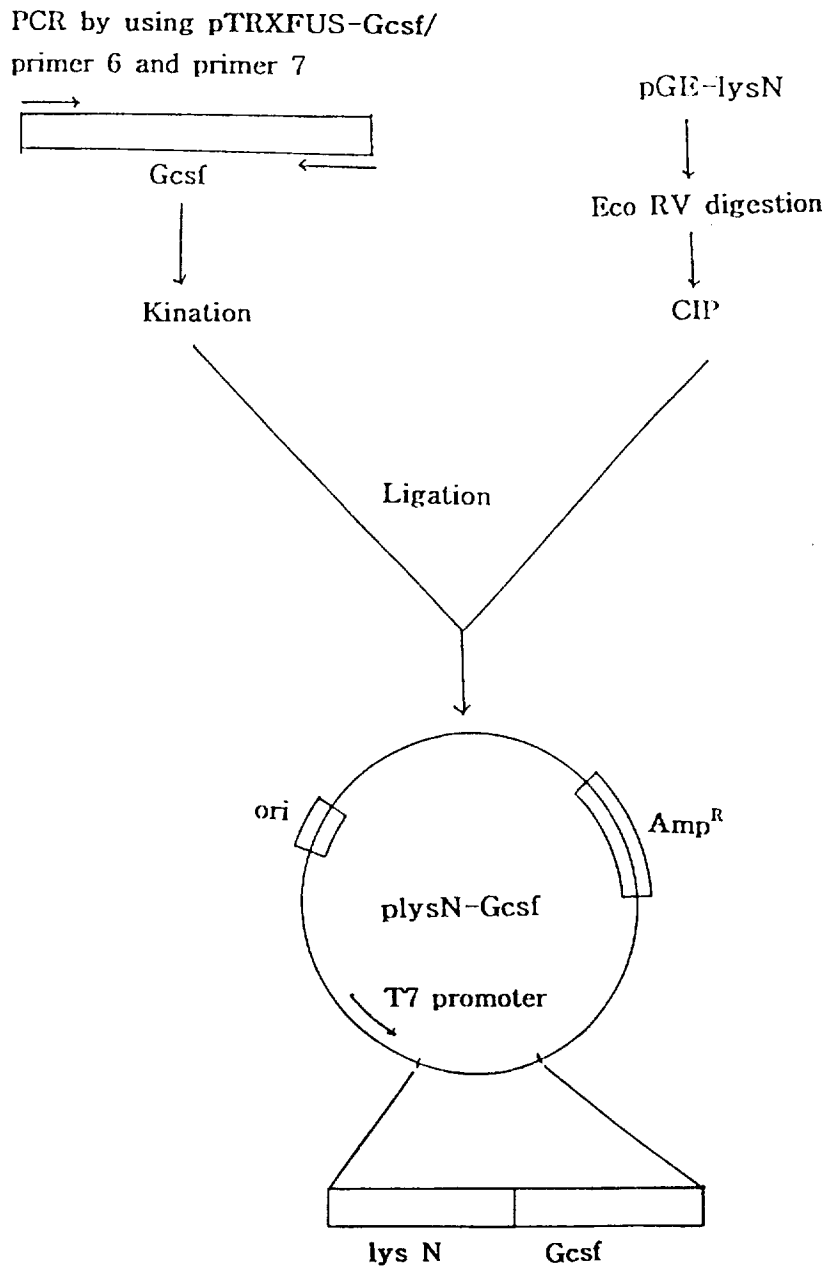 PCR by using pTRXFUS-Gcsf/
primer 6 and primer 7
Gcsf
Kination
pGE-lysN
Eco RV digestion
CIP
Ligation
ori
Amp^R
plysN-Gcsf
T7 promoter
lys N
Gcsf